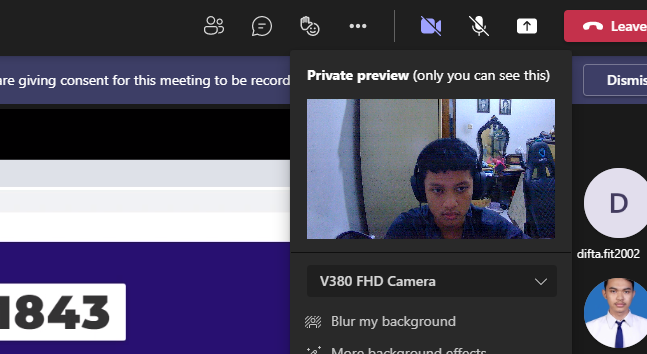 Leave
are giving consent for this meeting to be record
Dismis
Private preview (only you can see this)
D
difta.fit2002
V380 FHD Camera
1843
Blur my background
More background effects